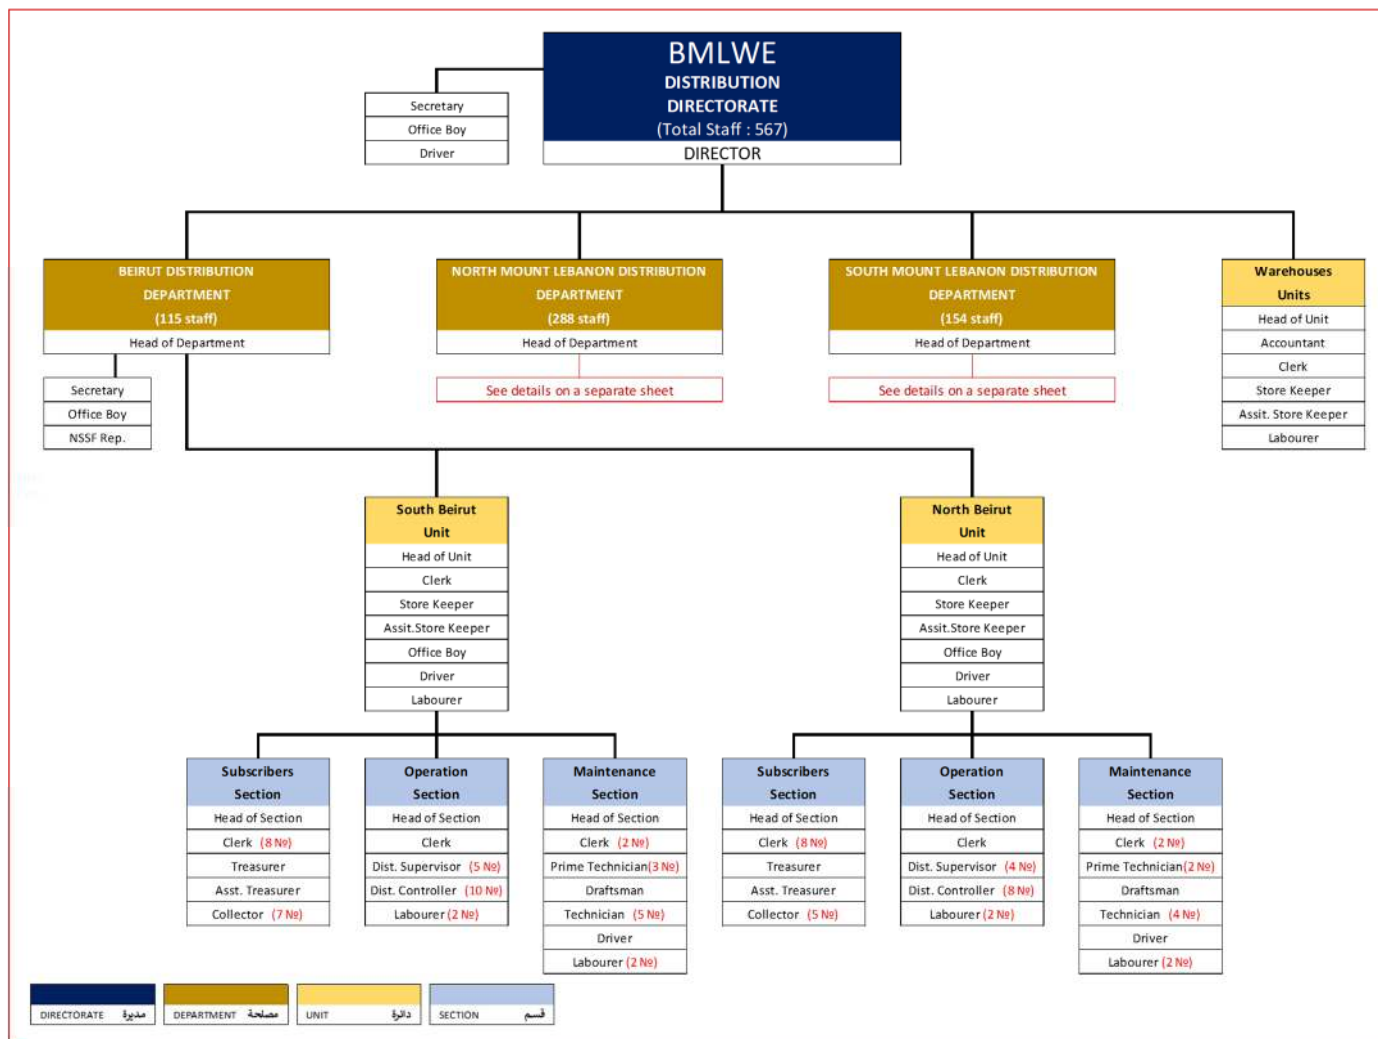 BMLWE
DISTRIBUTION
DIRECTORATE
(Total Staff : 567)
DIRECTOR
Secretary
Office Boy
Driver
BEIRUT DISTRIBUTION
DEPARTMENT
(115 staff)
Head of Department
Secretary
Office Boy
NSSF Rep.
NORTH MOUNT LEBANON DISTRIBUTION
DEPARTMENT
(288 staff)
Head of Department
See details on a separate sheet
SOUTH MOUNT LEBANON DISTRIBUTION
DEPARTMENT
(154 staff)
Head of Department
See details on a separate sheet
Warehouses
Units
Head of Unit
Accountant
Clerk
Store Keeper
Assit. Store Keeper
Labourer
South Beirut
Unit
Head of Unit
Clerk
Store Keeper
Assit.Store Keeper
Office Boy
Driver
Labourer
North Beirut
Unit
Head of Unit
Clerk
Store Keeper
Assit.Store Keeper
Office Boy
Driver
Labourer
Subscribers
Section
Head of Section
Clerk (8 №)
Treasurer
Asst. Treasurer
Collector (7 №)
Operation
Section
Head of Section
Clerk
Dist. Supervisor (5 №)
Dist. Controller (10 №)
Labourer (2 №)
Maintenance
Section
Head of Section
Clerk (2 №)
Prime Technician(3 №)
Draftsman
Technician (5 №)
Driver
Labourer (2 №)
Subscribers
Section
Head of Section
Clerk (8 №)
Treasurer
Asst. Treasurer
Collector (5 №)
Operation
Section
Head of Section
Clerk
Dist. Supervisor (4 №)
Dist. Controller (8 №)
Labourer (2 №)
Maintenance
Section
Head of Section
Clerk (2 №)
Prime Technician(2 №)
Draftsman
Technician (4 №)
Driver
Labourer (2 №)
DIRECTORATE مديرة
DEPARTMENT مصلحة
UNIT دائرة
SECTION قسم